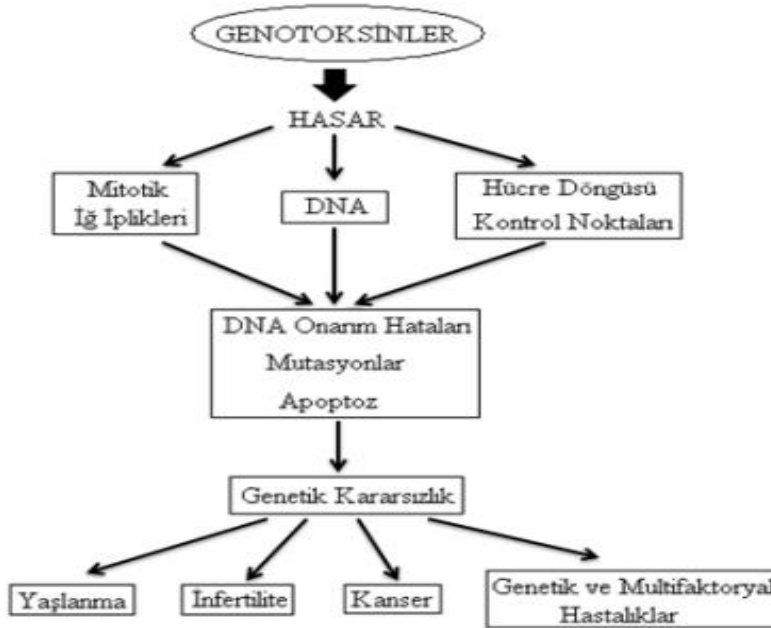 GENOTOKSİNLER
HASAR
Mitotik
İğ İplikleri
DNA
Hücre Döngüsü
Kontrol Noktaları
DNA Onarım Hataları
Mutasyonlar
Apoptoz
Genetik Kararsızlık
Yaşlanma
İnfertilite
Kanser
Genetik ve Multifaktoryal
Hastalıklar